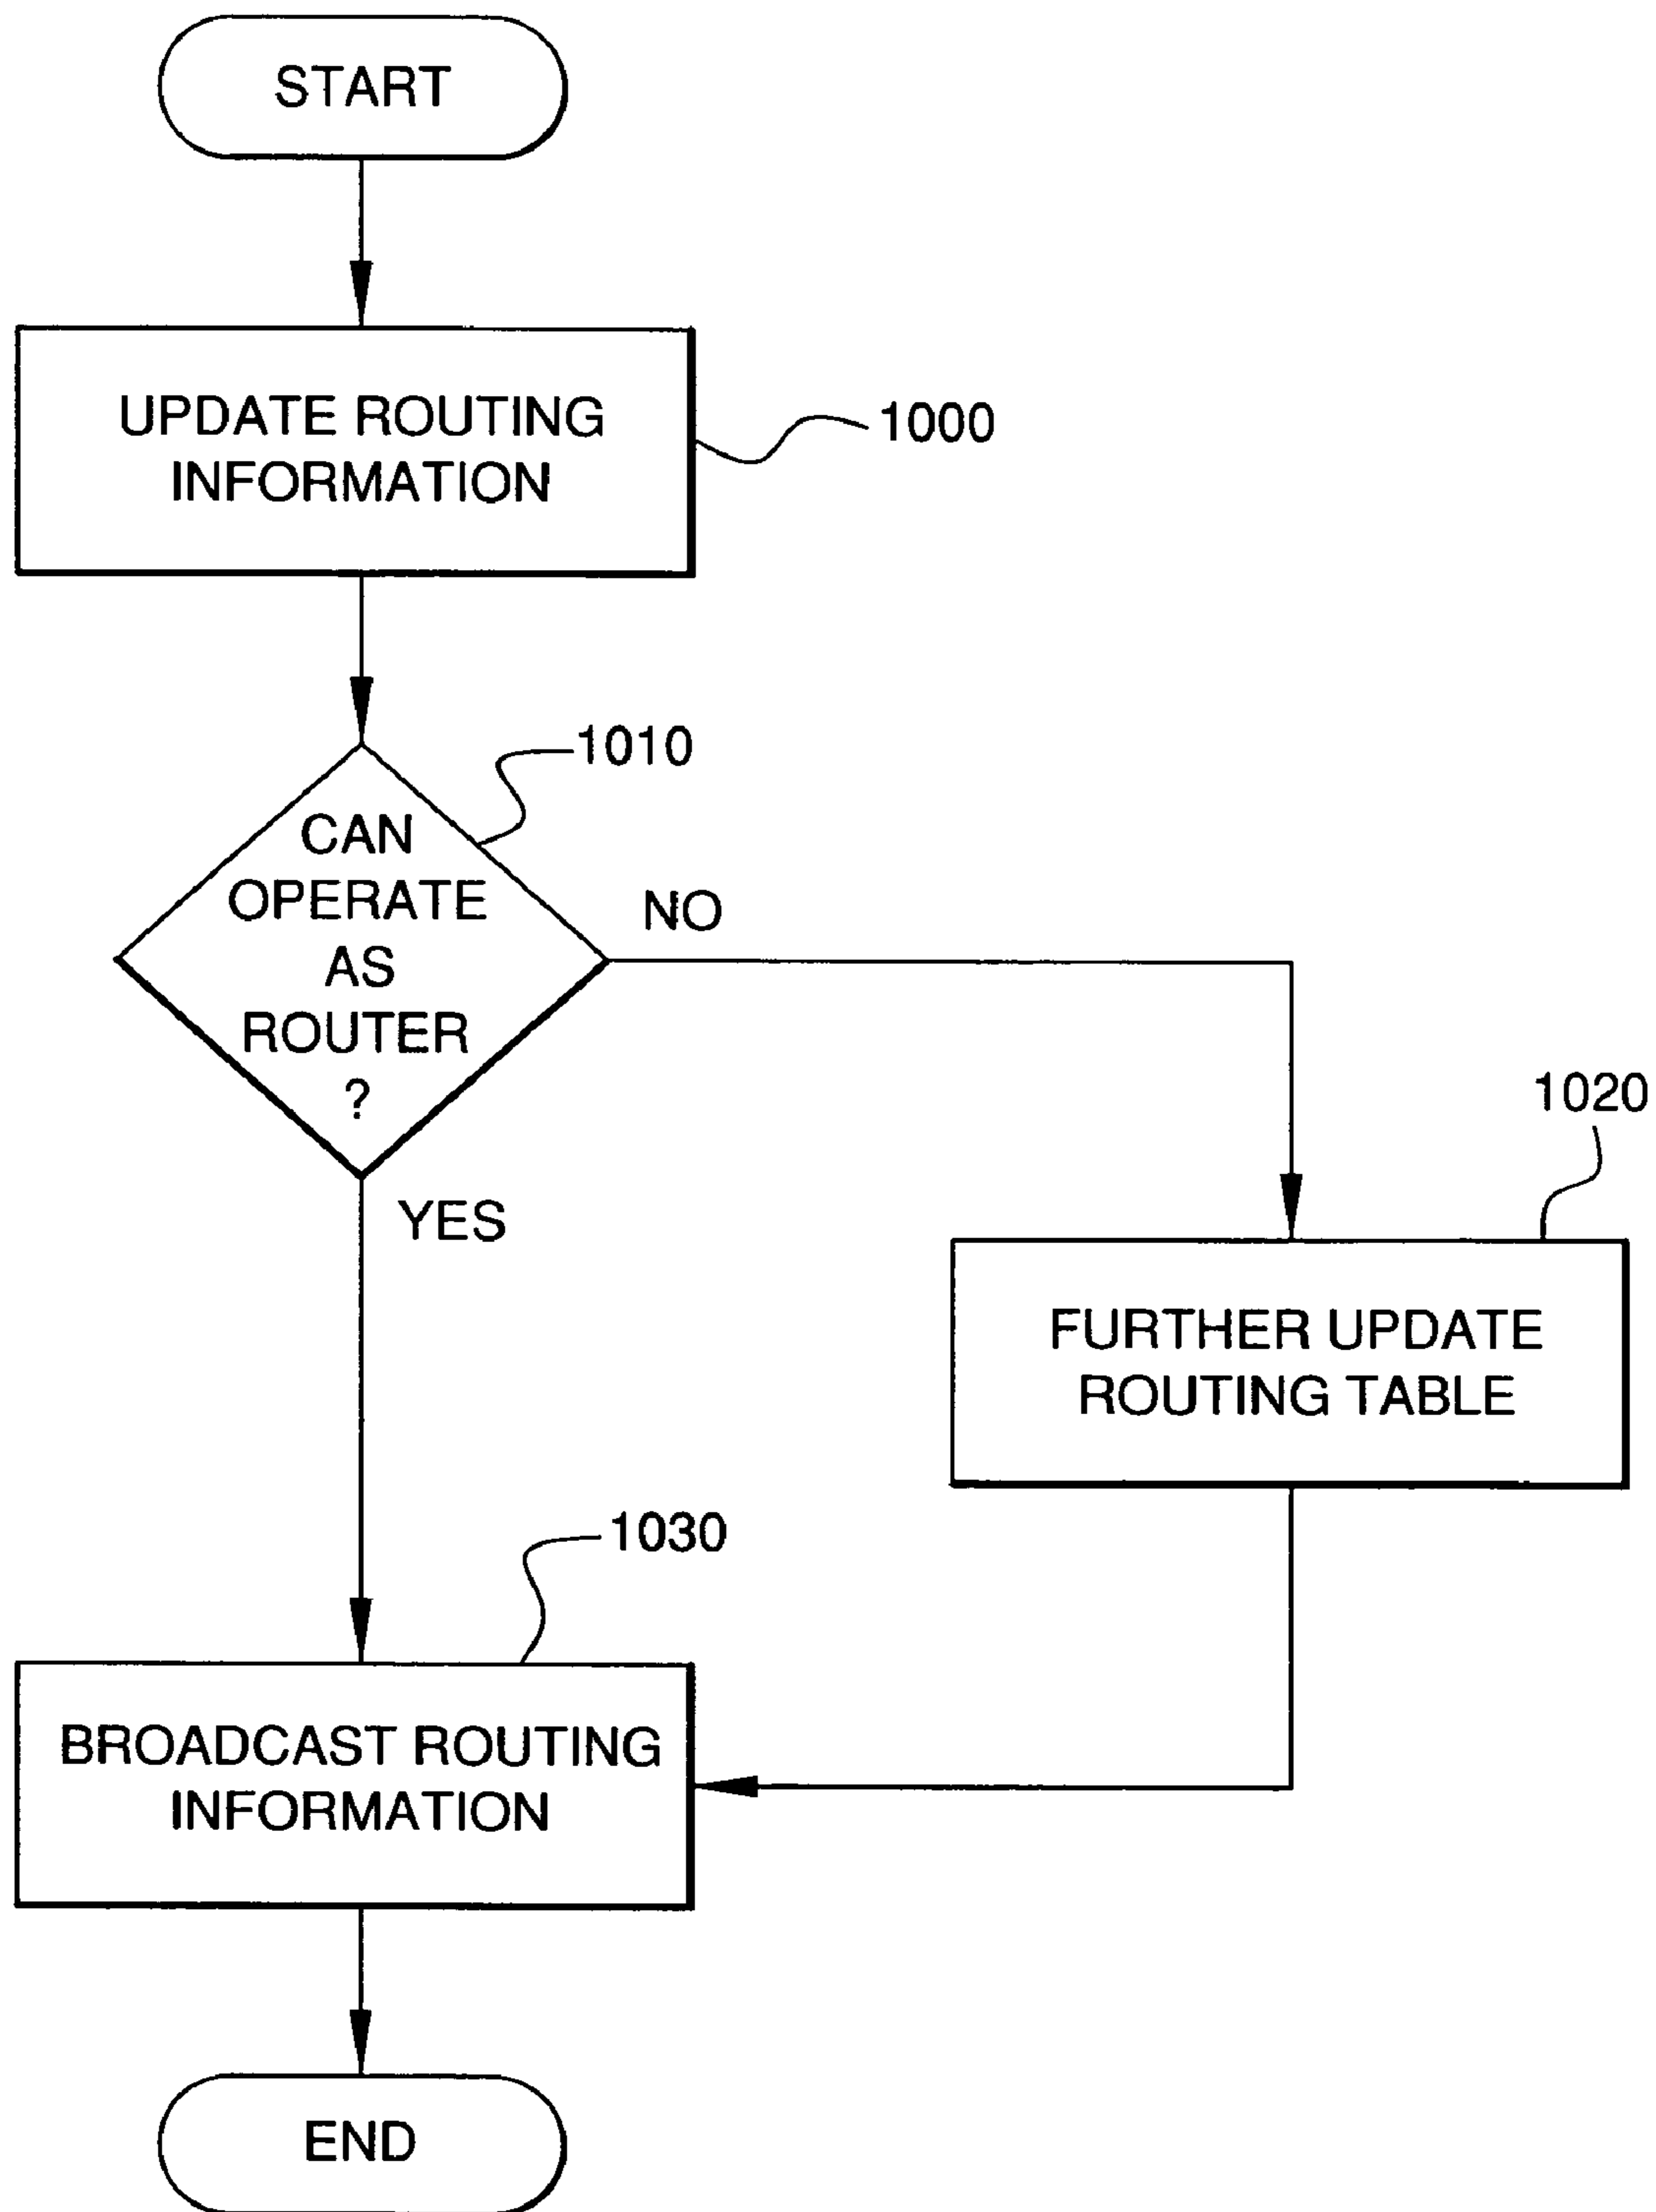 START
UPDATE ROUTING
INFORMATION
1000
1010
CAN
OPERATE
AS
ROUTER
?
NO
YES
1020
FURTHER UPDATE
ROUTING TABLE
1030
BROADCAST ROUTING
INFORMATION
END